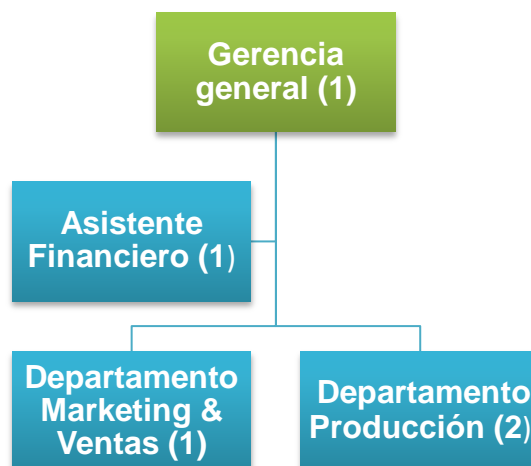 Gerencia
general (1)
Asistente
Financiero (1)
Departamento
Marketing &
Ventas (1)
Departamento
Producción (2)